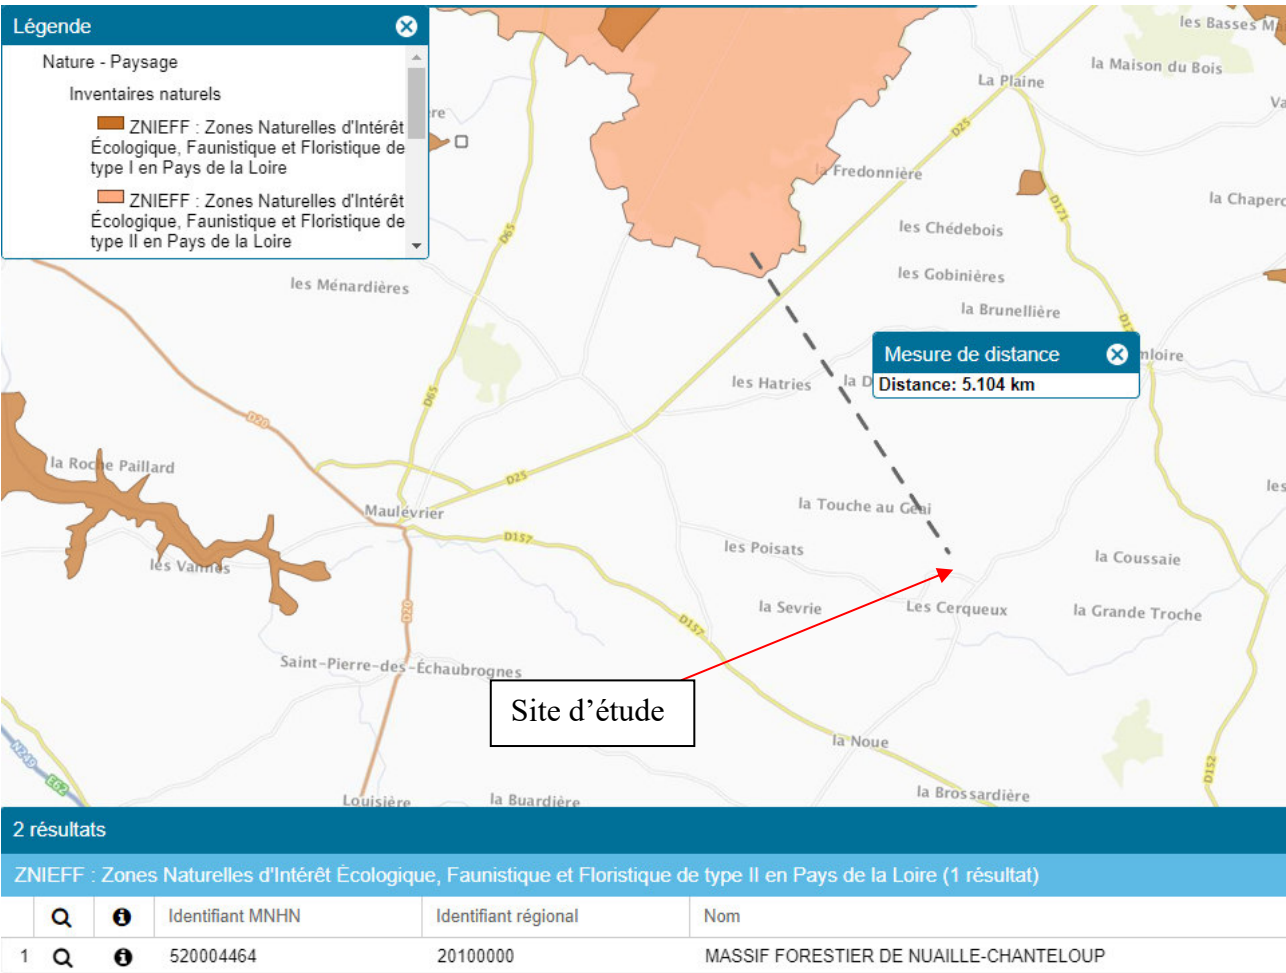 Légende
Nature - Paysage
Inventaires naturels
ZNIEFF : Zones Naturelles d'Intérêt
Écologique, Faunistique et Floristique de
type I en Pays de la Loire
ZNIEFF : Zones Naturelles d'Intérêt
Écologique, Faunistique et Floristique de
type II en Pays de la Loire
les Basses
la Maison du Bois
La Plaine
D25
la Fredonnière
D171
les Chédebois
D65
les Gobinières
les Ménardières
la Brunellière
Mesure de distance
Distance: 5.104 km
les Hatries
D65
D20
la Roche Paillard
D25
la Touche au Geai
Maulévrier
D157
les Poisats
la Coussaie
les Vannes
la Sevrie
Les Cerqueux
la Grande Troche
D20
D157
Saint-Pierre-des-Échaubrognes
Site d'étude
la Noue
N249
E62
D152
la Brossardière
Louisière
la Buardière
2 résultats
ZNIEFF : Zones Naturelles d'Intérêt Écologique, Faunistique et Floristique de type II en Pays de la Loire (1 résultat)
Identifiant MNHN Identifiant régional Nom
1 520004464 20100000 MASSIF FORESTIER DE NUAILLE-CHANTELOUP